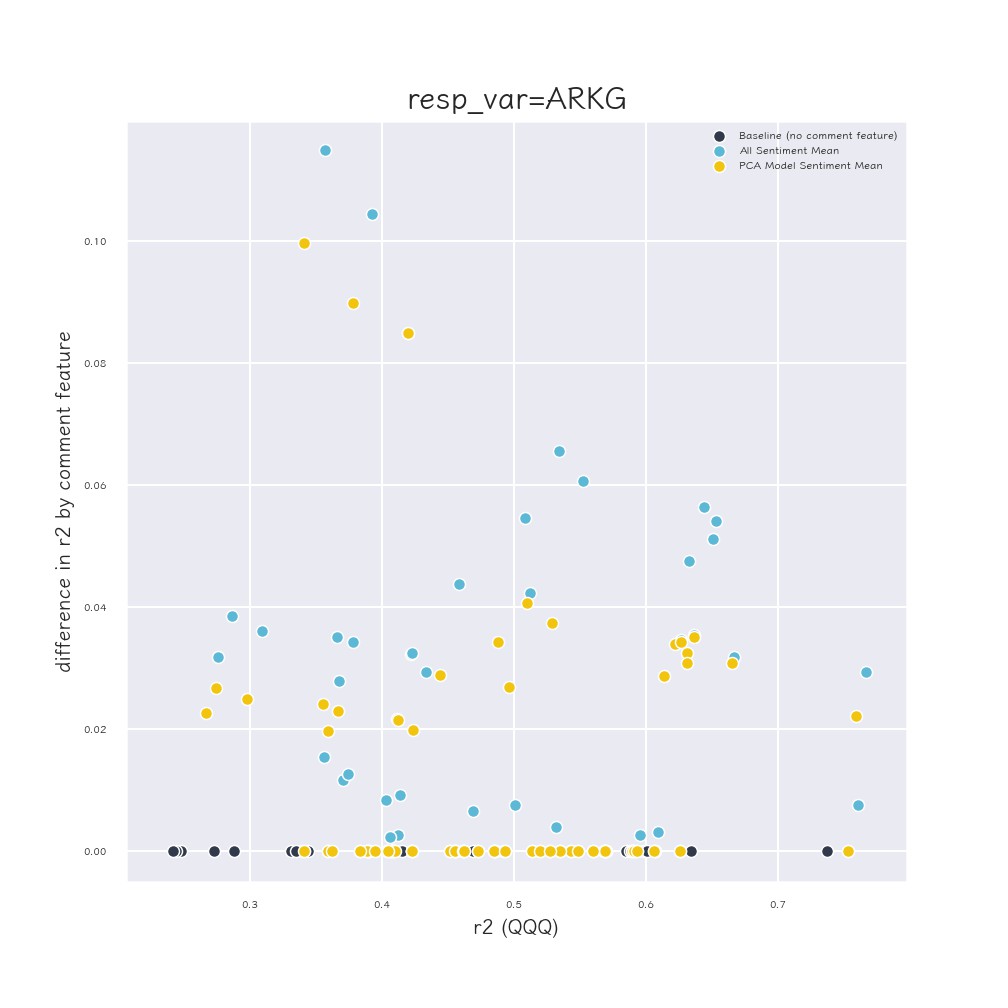 resp_var=ARKG
Baseline (no comment feature)
All Sentiment Mean
PCA Model Sentiment Mean
difference in r2 by comment feature
0.10
0.08
0.06
0.04
0.02
0.00
0.3 0.4 0.5 0.6 0.7
r2 (QQQ)